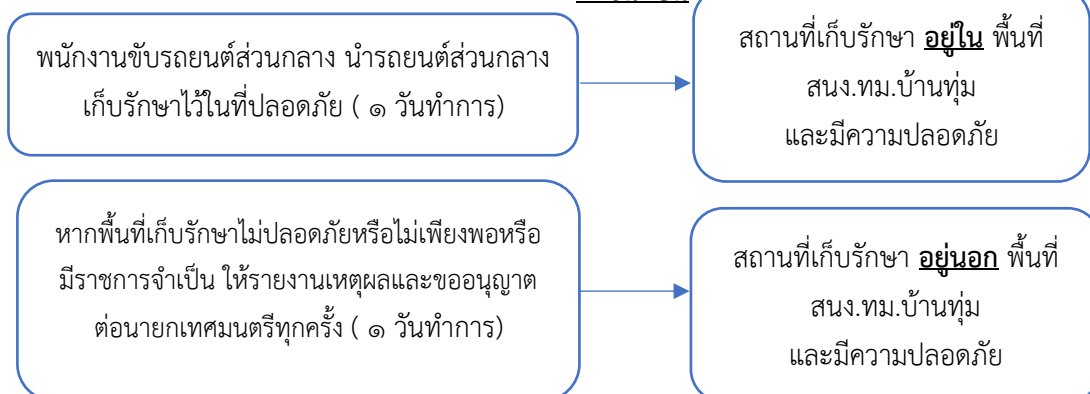 พนักงานขับรถยนต์ส่วนกลาง นำรถยนต์ส่วนกลาง
เก็บรักษาไว้ในที่ปลอดภัย ( ๑ วันทำการ)
สถานที่เก็บรักษา อยู่ใน พื้นที่
สนง.ทม.บ้านทุ่ม
และมีความปลอดภัย
หากพื้นที่เก็บรักษาไม่ปลอดภัยหรือไม่เพียงพอหรือ
มีราชการจำเป็น ให้รายงานเหตุผลและขออนุญาต
ต่อนายกเทศมนตรีทุกครั้ง ( ๑ วันทำการ)
สถานที่เก็บรักษา อยู่นอก พื้นที่
สนง.ทม.บ้านทุ่ม
และมีความปลอดภัย